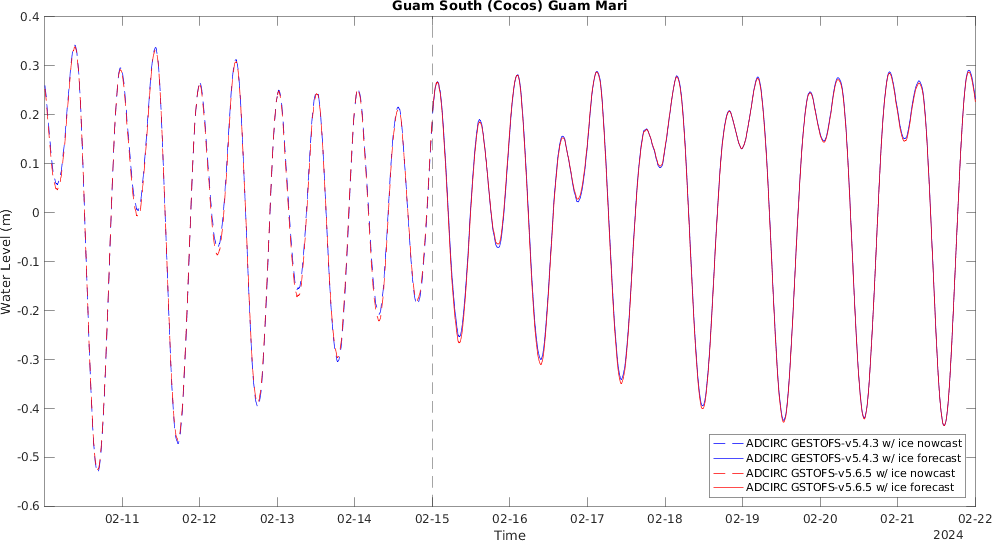 Guam South (Cocos) Guam Mari
0.4
0.3
0.2
0.1
0
-0.1
-0.2
-0.3
-0.4
-0.5
-0.6
Water Level (m)
ADCIRC GESTOFS-v5.4.3 w/ ice nowcast
ADCIRC GESTOFS-v5.4.3 w/ ice forecast
ADCIRC GSTOFS-v5.6.5 w/ ice nowcast
ADCIRC GSTOFS-v5.6.5 w/ ice forecast
02-11 02-12 02-13 02-14 02-15 02-16 02-17 02-18 02-19 02-20 02-21 02-22
Time
2024